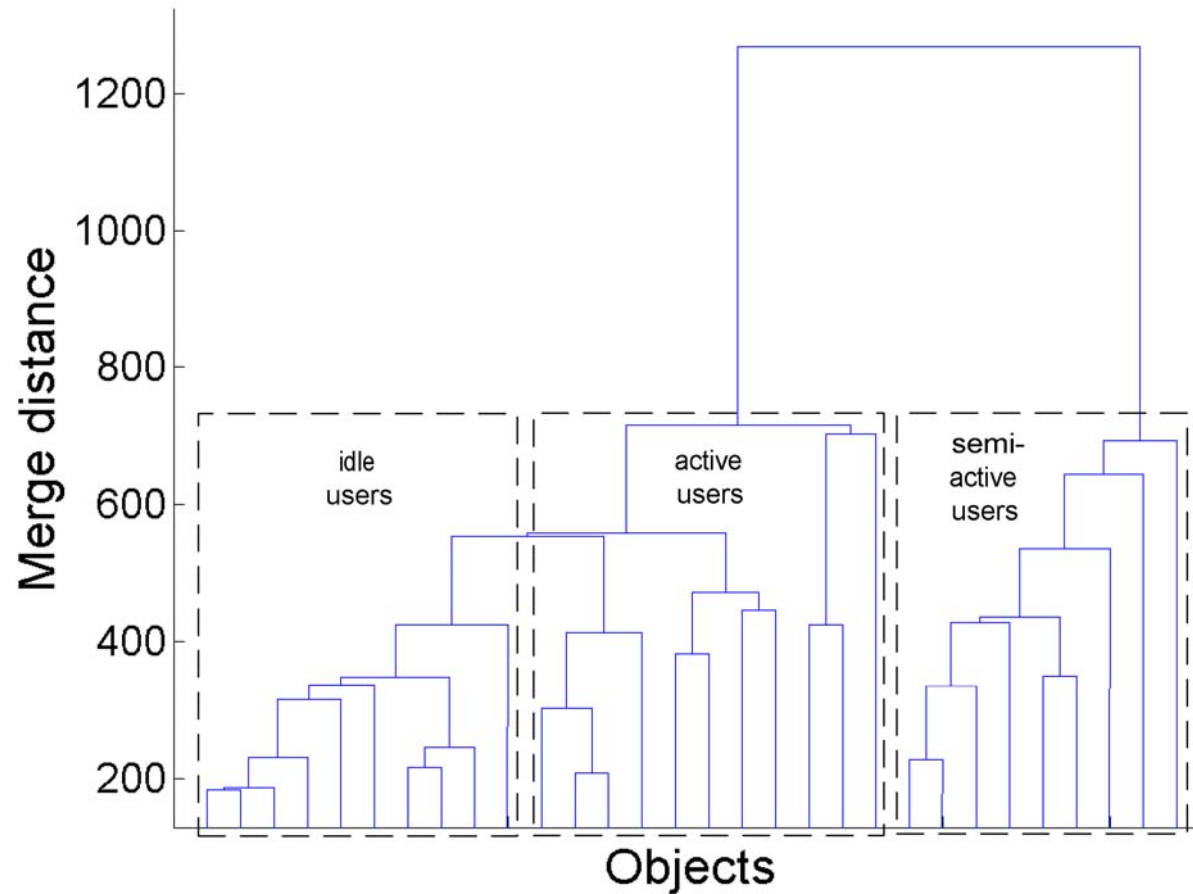 1200
1000
800
600
400
200
Merge distance
idle
users
active
users
semi-
active
users
Objects